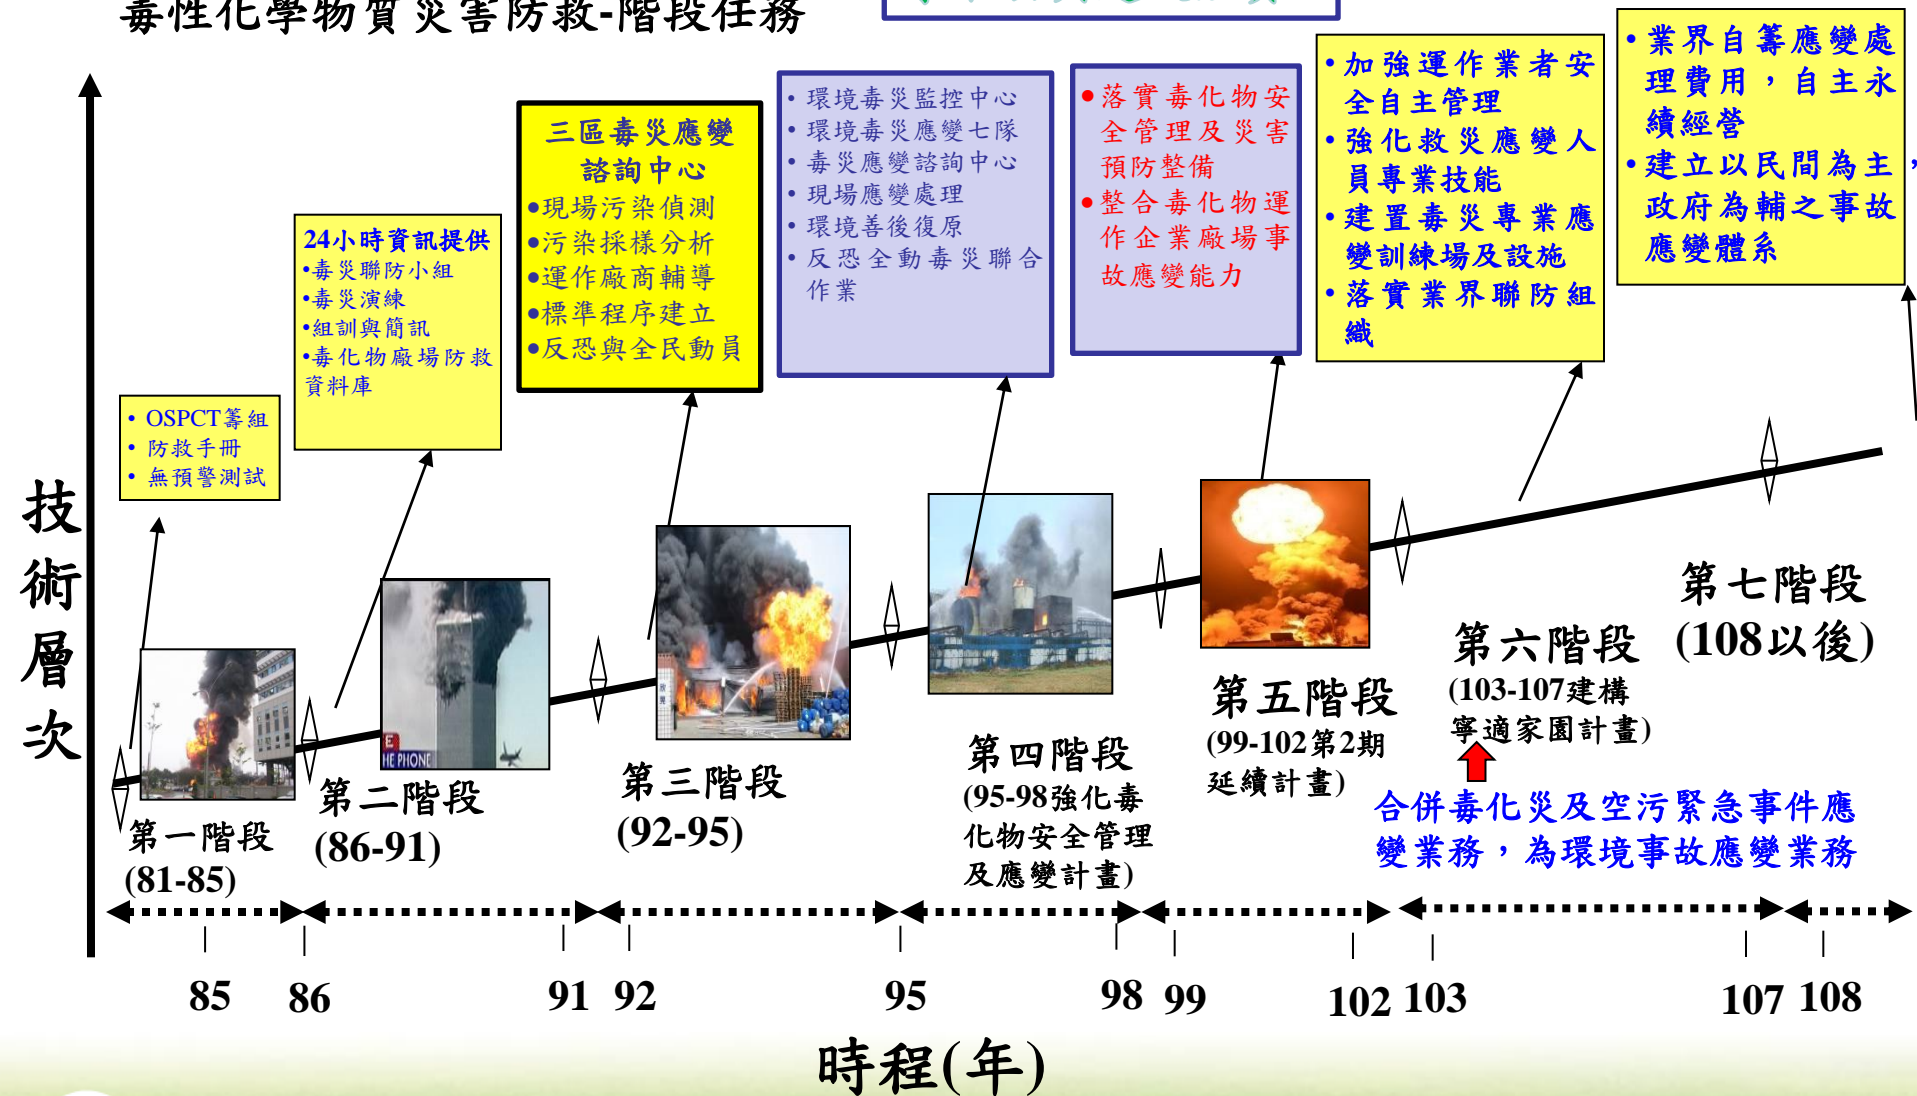 毒性化學物質災害防救-階段任務
技術層次
• OSPCT籌組
• 防救手冊
• 無預警測試
24小時資訊提供
•毒災聯防小組
•毒災演練
•組訓與簡訊
•毒化物廠場防救
資料庫
三區毒災應變
諮詢中心
•現場污染偵測
•污染採樣分析
•運作廠商輔導
•標準程序建立
•反恐與全民動員
• 環境毒災監控中心
• 環境毒災應變七隊
• 毒災應變諮詢中心
• 現場應變處理
• 環境善後復原
• 反恐全動毒災聯合
作業
•落實毒化物安
全管理及災害
預防整備
•整合毒化物運
作企業廠場事
故應變能力
•加強運作業者安
全自主管理
•強化救災應變人
員專業技能
•建置毒災專業應
變訓練場及設施
•落實業界聯防組
織
•業界自籌應變處
理費用，自主永
續經營
•建立以民間為主，
政府為輔之事故
應變體系
E
HE PHONE
第一階段
(81-85)
第二階段
(86-91)
第三階段
(92-95)
第四階段
(95-98強化毒
化物安全管理
及應變計畫)
第五階段
(99-102第2期
延續計畫)
第六階段
(103-107建構
寧適家園計畫)
第七階段
(108以後)
合併毒化災及空污緊急事件應
變業務，為環境事故應變業務
85 86 91 92 95 98 99 102 103 107 108
時程(年)